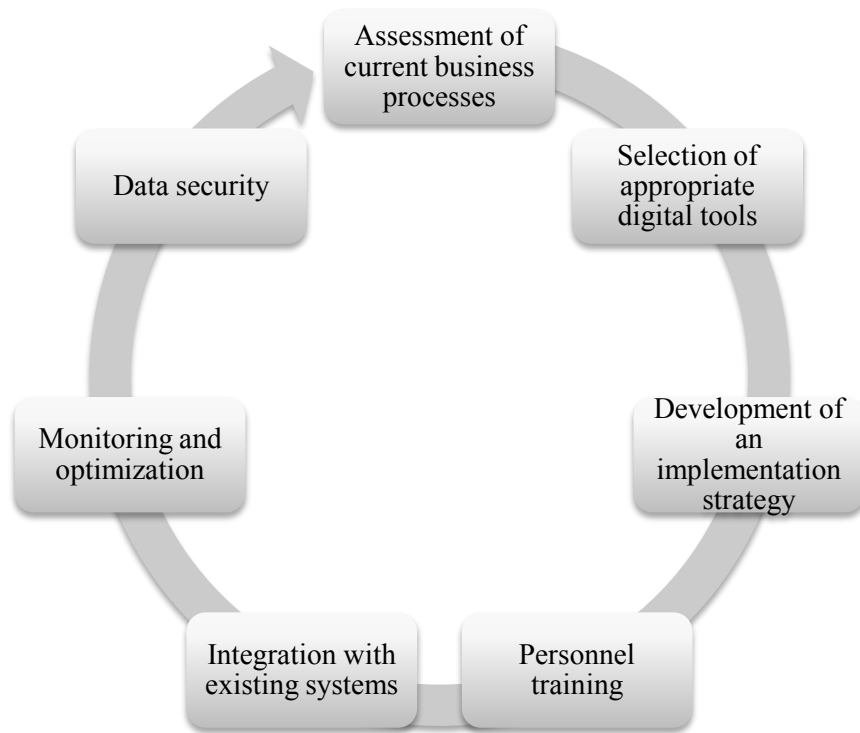 Assessment of
current business
processes
Selection of
appropriate
digital tools
Development of
an
implementation
strategy
Personnel
training
Integration with
existing systems
Monitoring and
optimization
Data security